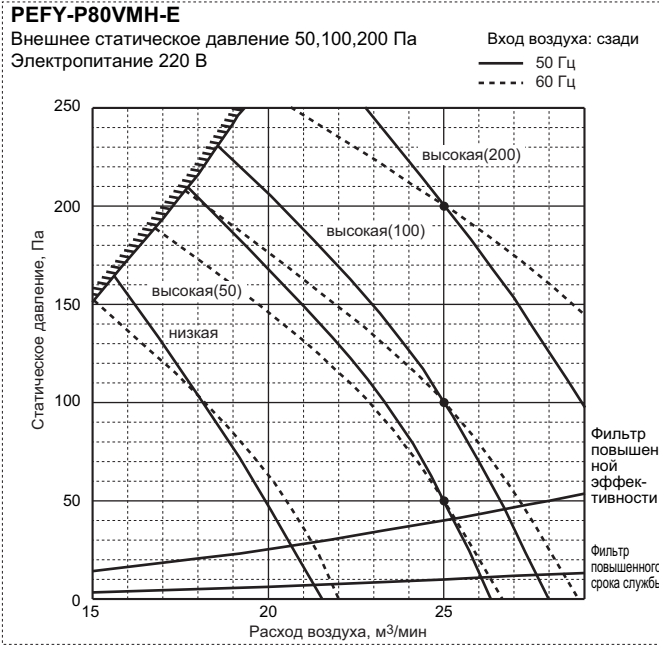 PEFY-P80VMH-E
Внешнее статическое давление 50,100,200 Па
Электропитание 220 В
Вход воздуха: сзади
50 Гц
60 Гц
Статическое давление, Па
250
200
150
100
50
0
высокая(200)
высокая(100)
высокая(50)
низкая
Фильтр
повышен
ной
эффек-
тивности
Фильтр
повышенного
срока службы
15
20
25
Расход воздуха, м³/мин